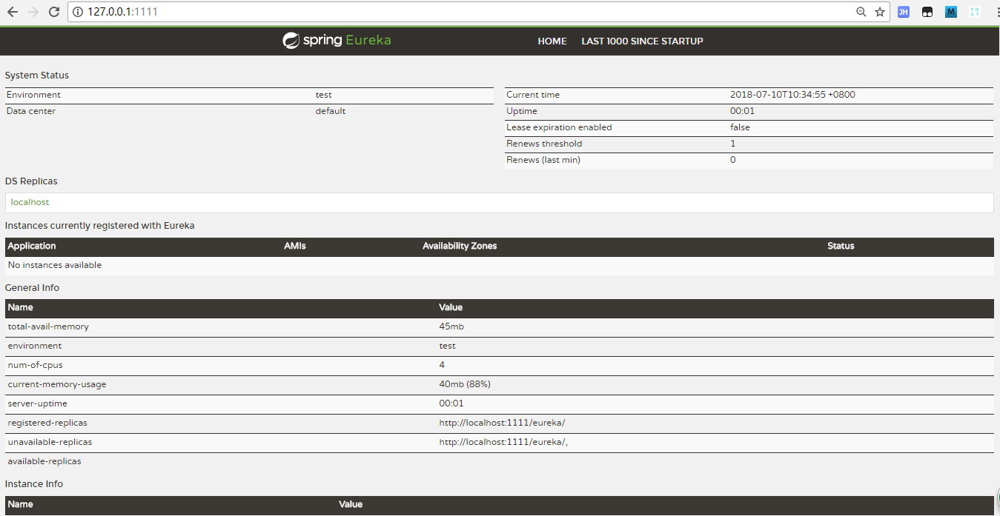 127.0.0.1:1111
JH
M
POST
spring Eureka HOME LAST 1000 SINCE STARTUP
System Status
Environment test
Data center default
Current time 2018-07-10T10:34:55 +0800
Uptime 00:01
Lease expiration enabled false
Renews threshold 1
Renews (last min) 0
DS Replicas
localhost
Instances currently registered with Eureka
Application AMIs Availability Zones Status
No instances available
General Info
Name Value
total-avail-memory 45mb
environment test
num-of-cpus 4
current-memory-usage 40mb (88%)
server-uptime 00:01
registered-replicas http://localhost:1111/eureka/
unavailable-replicas http://localhost:1111/eureka/,
available-replicas
Instance Info
Name Value